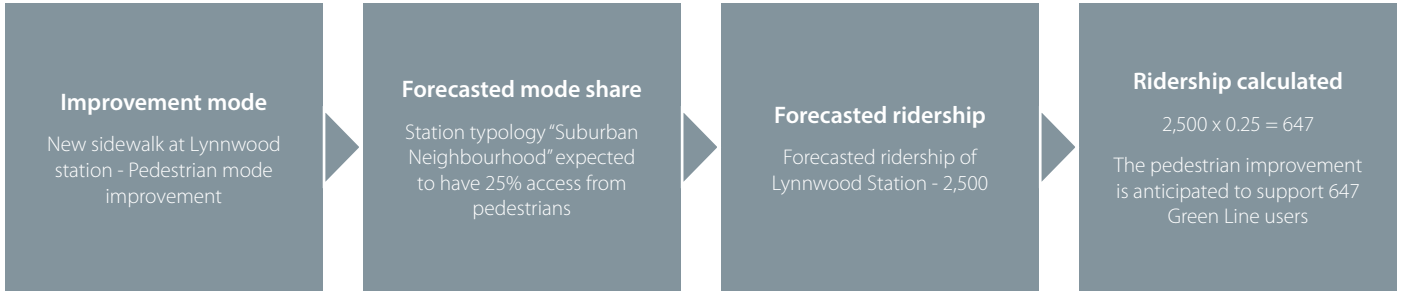 Improvement mode
New sidewalk at Lynnwood
station - Pedestrian mode
improvement
Forecasted mode share
Station typology “Suburban
Neighbourhood” expected
to have 25% access from
pedestrians
Forecasted ridership
Forecasted ridership of
Lynnwood Station - 2,500
Ridership calculated
2,500 x 0.25 = 647
The pedestrian improvement
is anticipated to support 647
Green Line users